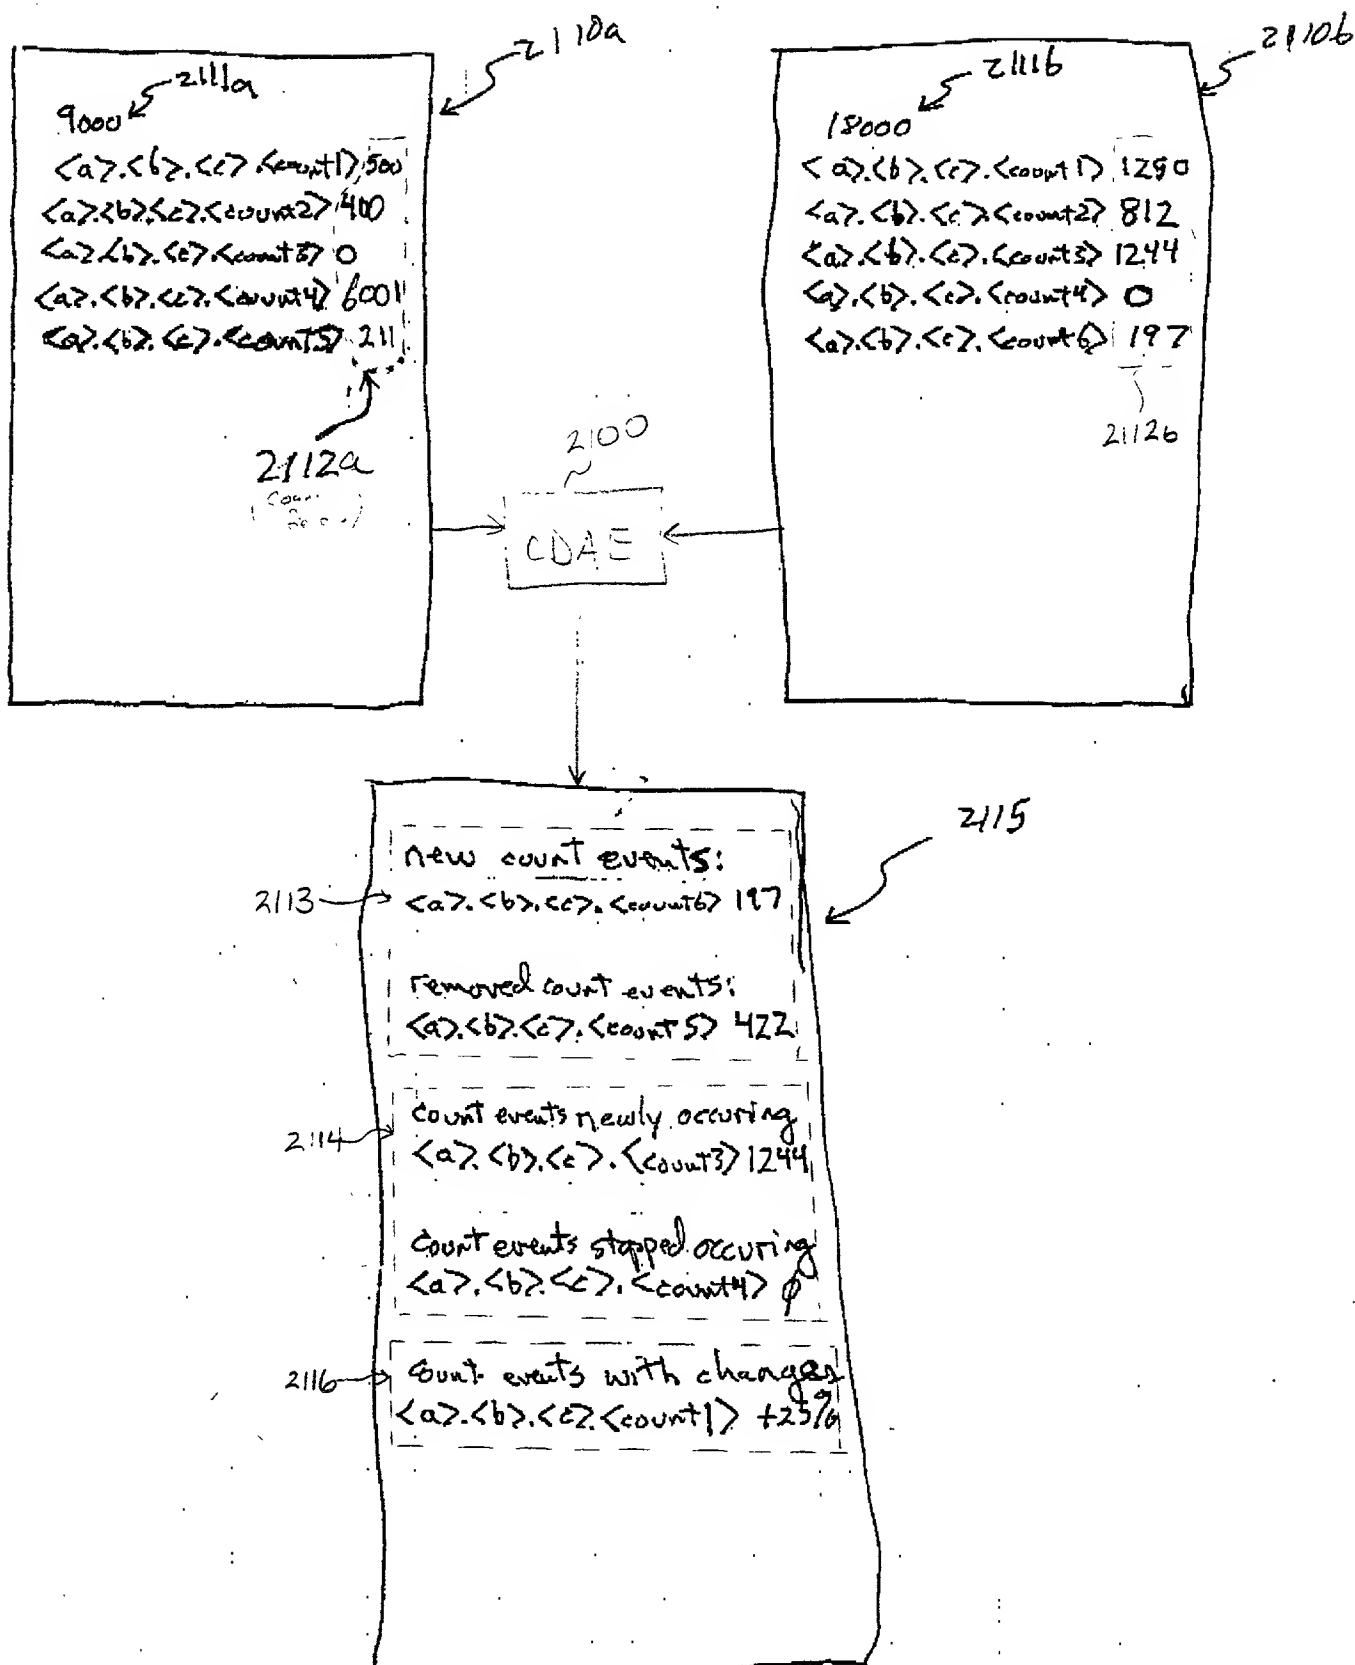 2110a
2111a
9000
<a>.<b>.<c>.<count1> 500
<a>.<b>.<c>.<count2> 400
<a>.<b>.<c>.<count3> 0
<a>.<b>.<c>.<count4> 6001
<a>.<b>.<c>.<count5> 211
2112a
2110b
2111b
18000
<a>.<b>.<c>.<count1> 1250
<a>.<b>.<c>.<count2> 812
<a>.<b>.<c>.<count3> 1244
<a>.<b>.<c>.<count4> 0
<a>.<b>.<c>.<count6> 197
2112b
2100
CDAE
2115
new count events:
2113
<a>.<b>.<c>.<count6> 197
removed count events:
<a>.<b>.<c>.<count5> 422
2114
count events newly occuring
<a>.<b>.<c>.<count3> 1244
count events stopped occuring
<a>.<b>.<c>.<count4> 0
2116
count events with changes
<a>.<b>.<c>.<count1> +25%